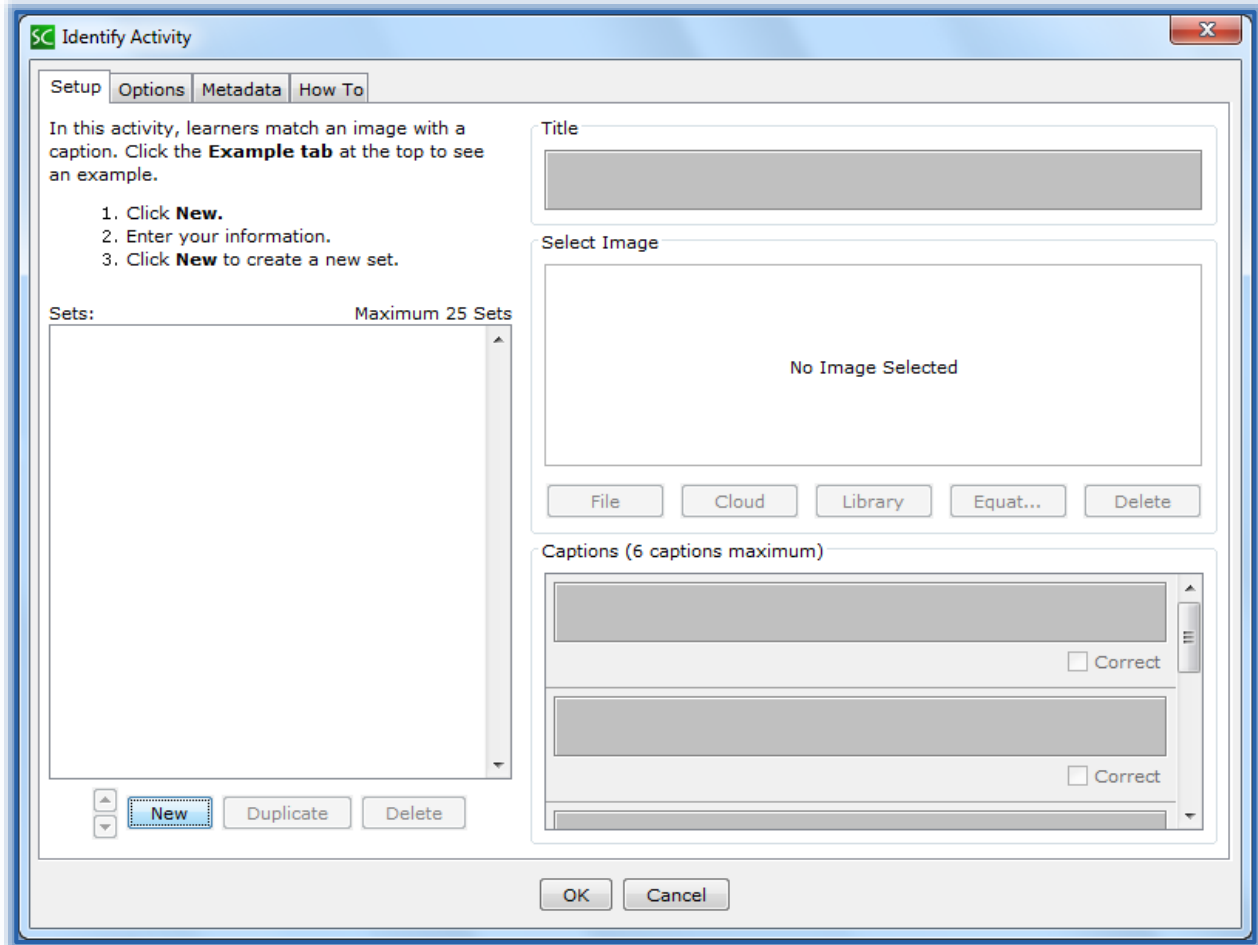 SC Identify Activity
X
Setup Options Metadata How To
In this activity, learners match an image with a
caption. Click the Example tab at the top to see
an example.
1. Click New.
2. Enter your information.
3. Click New to create a new set.
Sets: Maximum 25 Sets
New Duplicate Delete
Title
Select Image
No Image Selected
File Cloud Library Equat... Delete
Captions (6 captions maximum)
Correct
Correct
OK Cancel